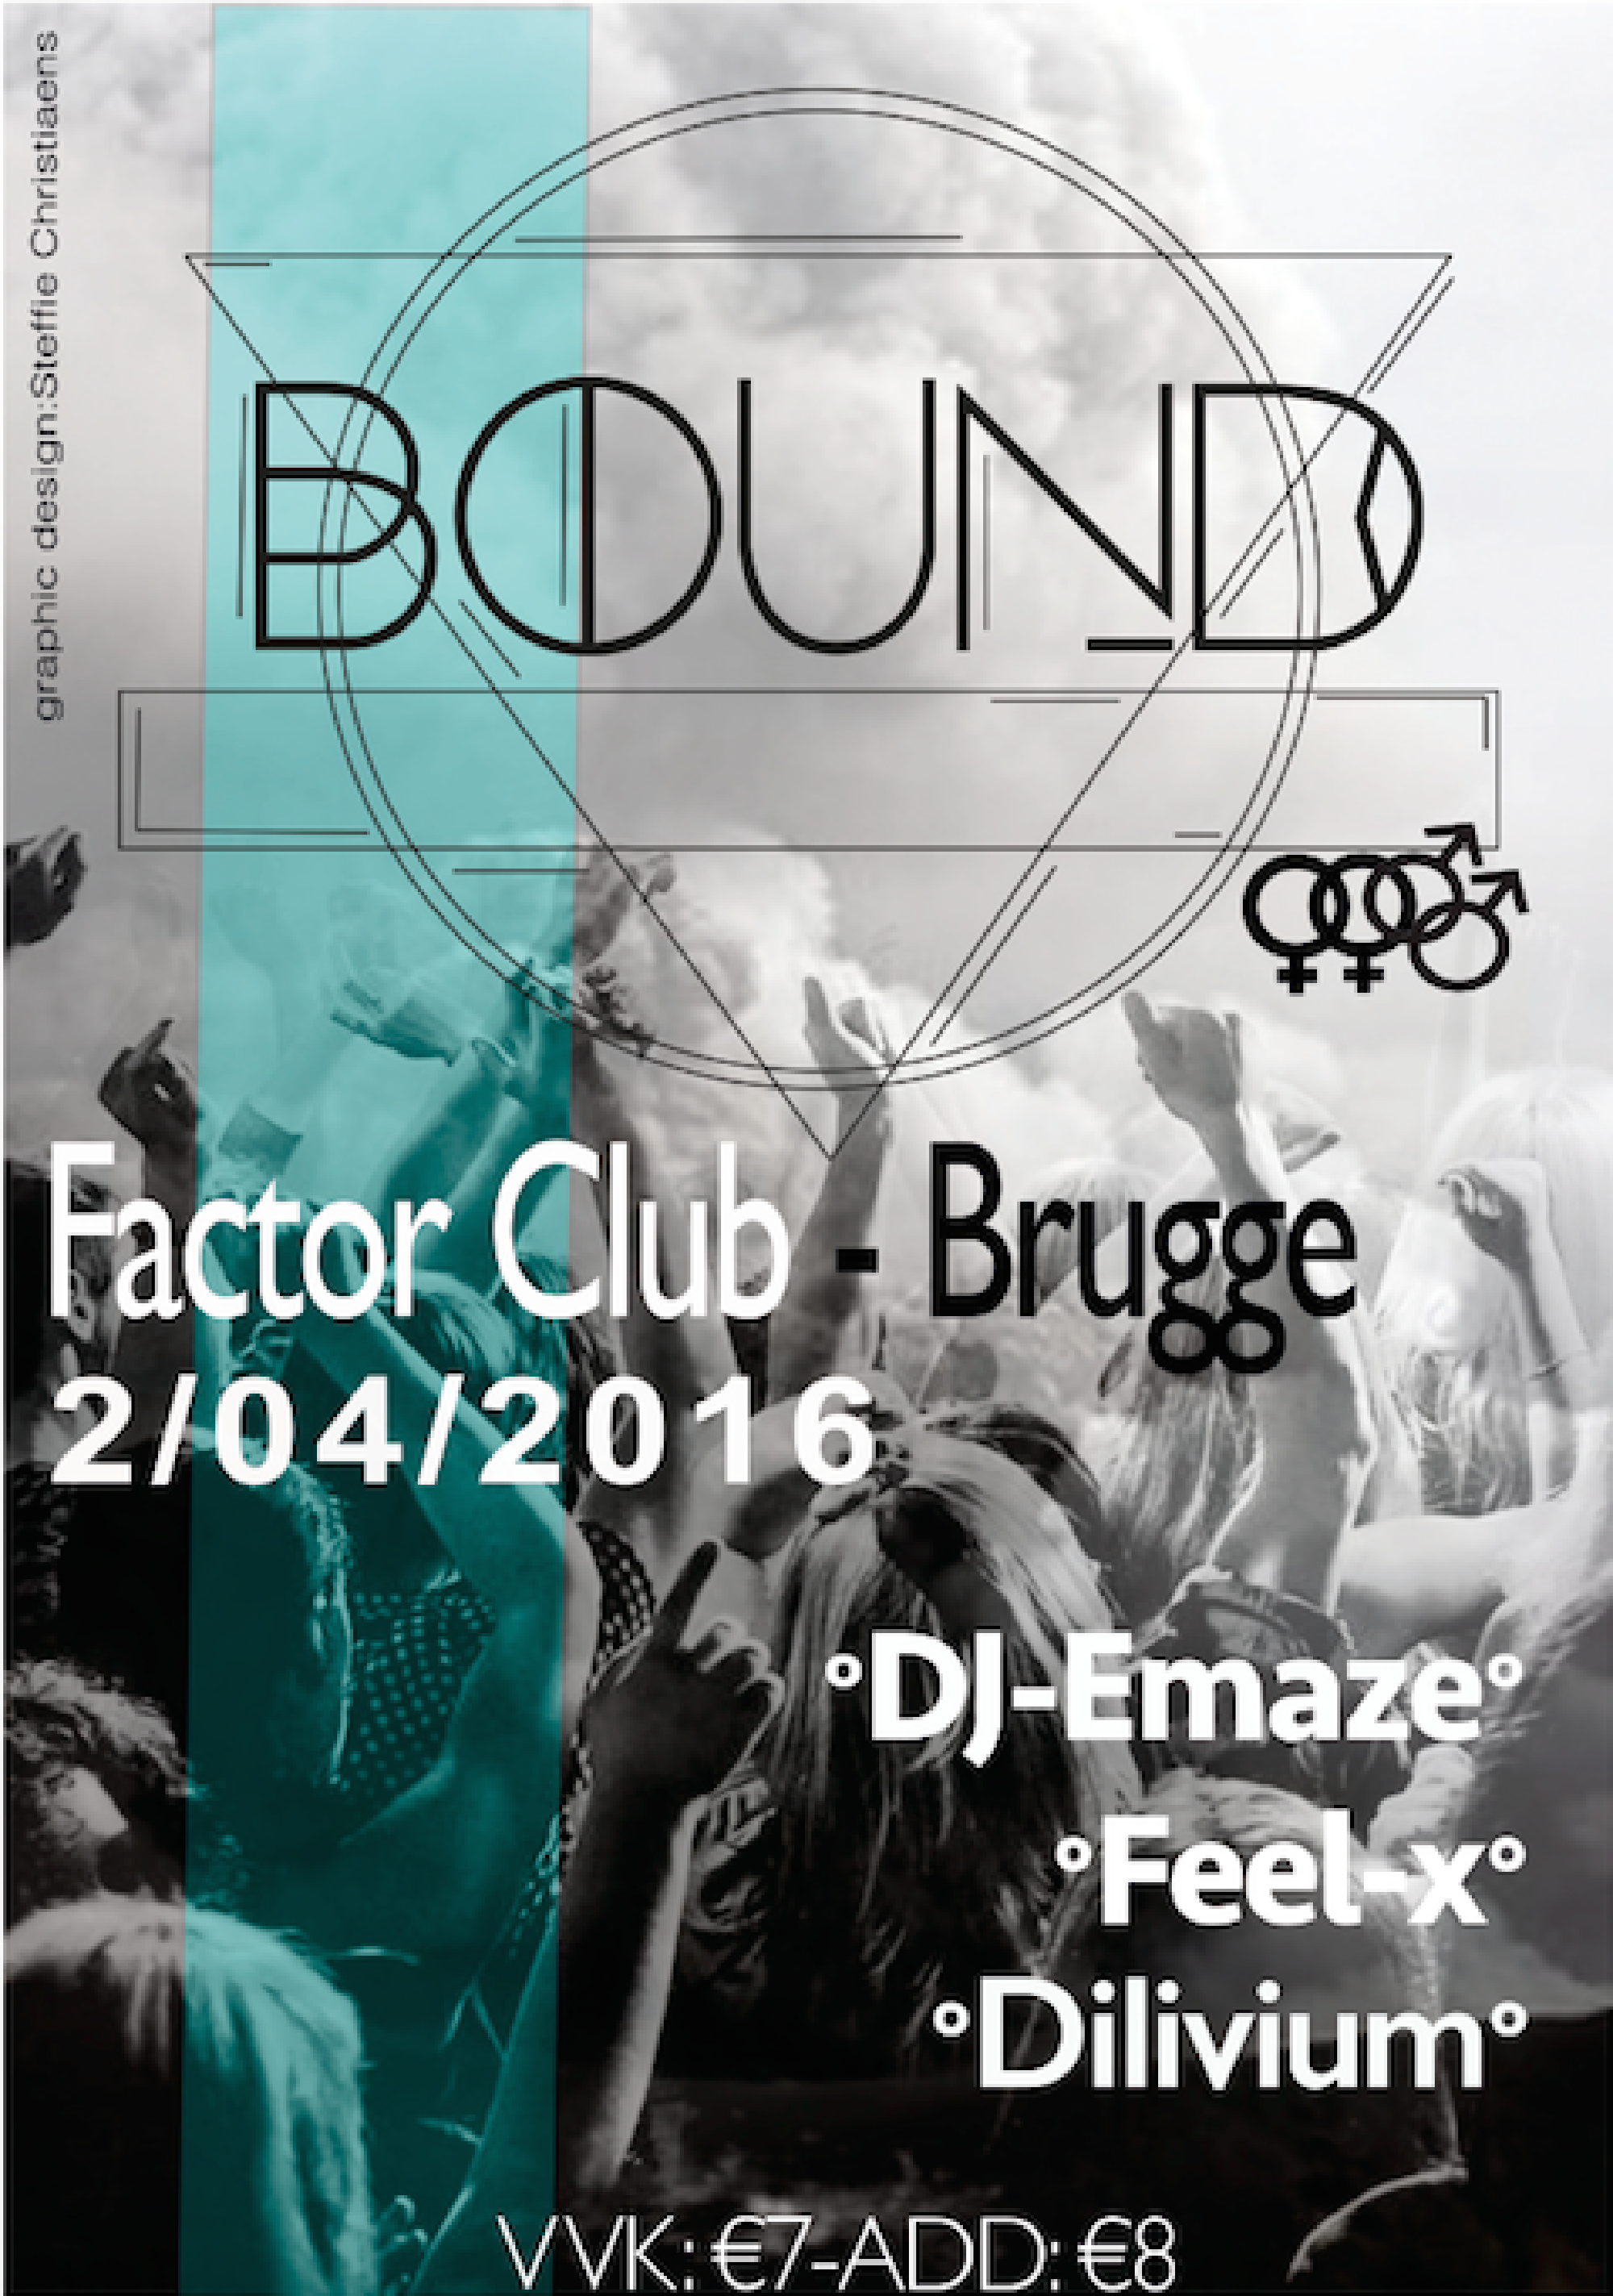 graphic design:Steffie Christiaens
BOUND
Factor Club - Brugge
2/04/2016
°DJ-Emaze°
°Feel-x°
°Dilivium°
VVK: €7-ADD: €8